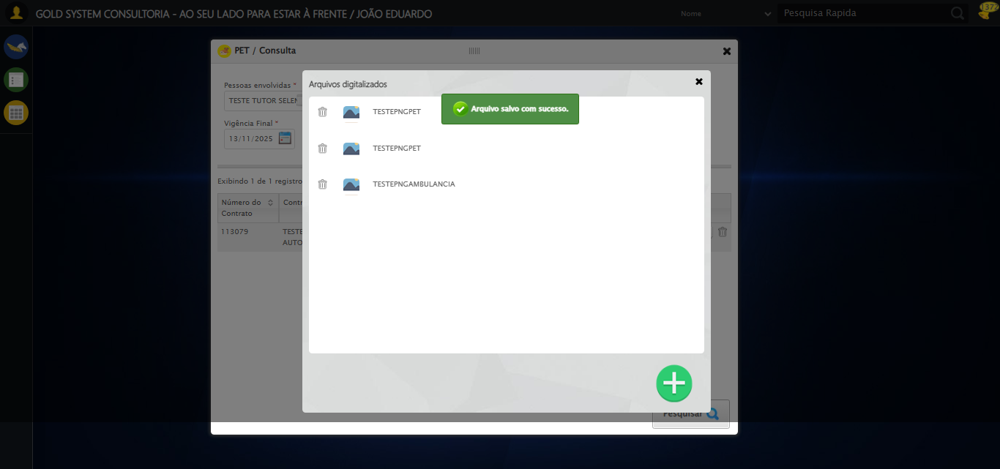 GOLD SYSTEM CONSULTORIA - AO SEU LADO PARA ESTAR À FRENTE / JOÃO EDUARDO
Nome
Pesquisa Rapida
1372
PET / Consulta
Arquivos digitalizados
Pessoas envolvidas *
TESTE TUTOR SELEN
Arquivo salvo com sucesso.
TESTEPNGPET
Vigência Final *
13/11/2025
TESTEPNGPET
Exibindo 1 de 1 registro
TESTEPNGAMBULANCIA
Número do Contrato
Contr
113079
TESTE
AUTO
Pesquisar